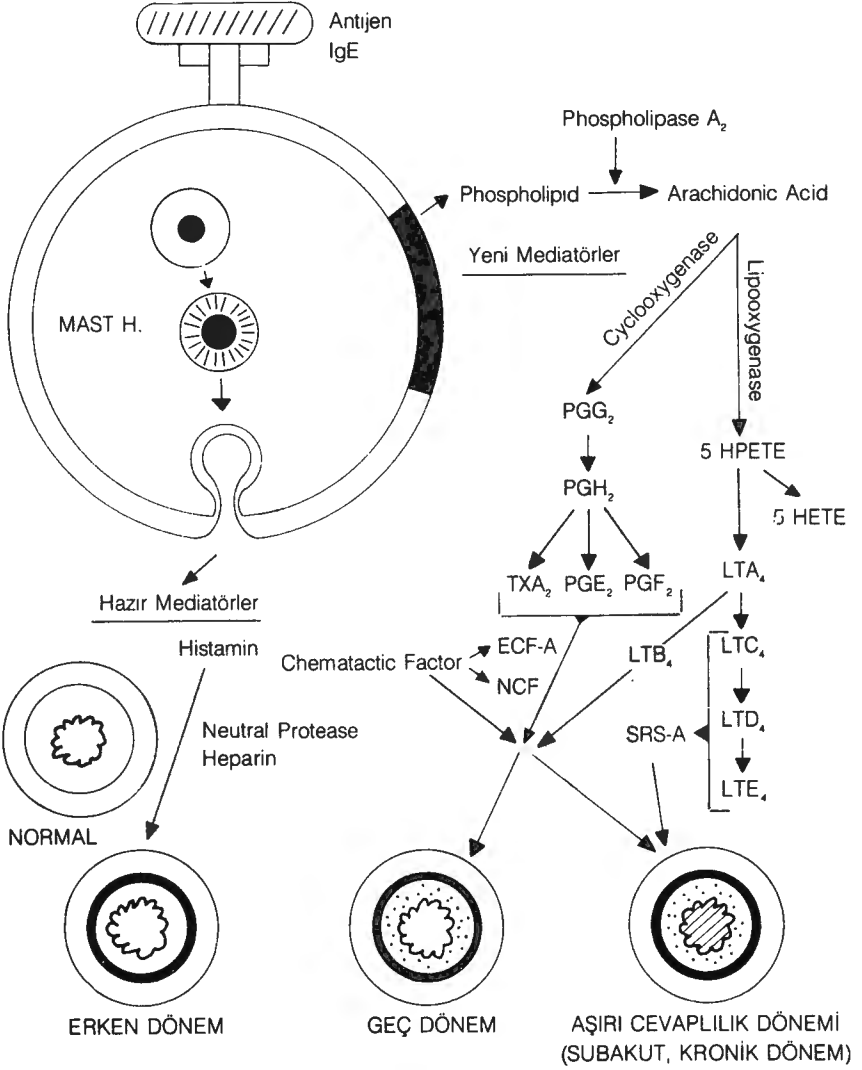 Antijen
IgE
Phospholipase A₂
Phospholipid
Arachidonic Acid
Yeni Mediatörler
Cyclooxygenase
Lipooxygenase
MAST H.
PGG₂
5 HPETE
PGH₂
5 HETE
TXA₂ PGE₂ PGF₂
LTA₄
Hazır Mediatörler
Histamin
Chematactic Factor
ECF-A
NCF
LTB₄
LTC₄
Neutral Protease
Heparin
SRS-A
LTD₄
LTE₄
NORMAL
ERKEN DÖNEM
GEÇ DÖNEM
AŞIRI CEVAPLILIK DÖNEMİ
(SUBAKUT, KRONİK DÖNEM)